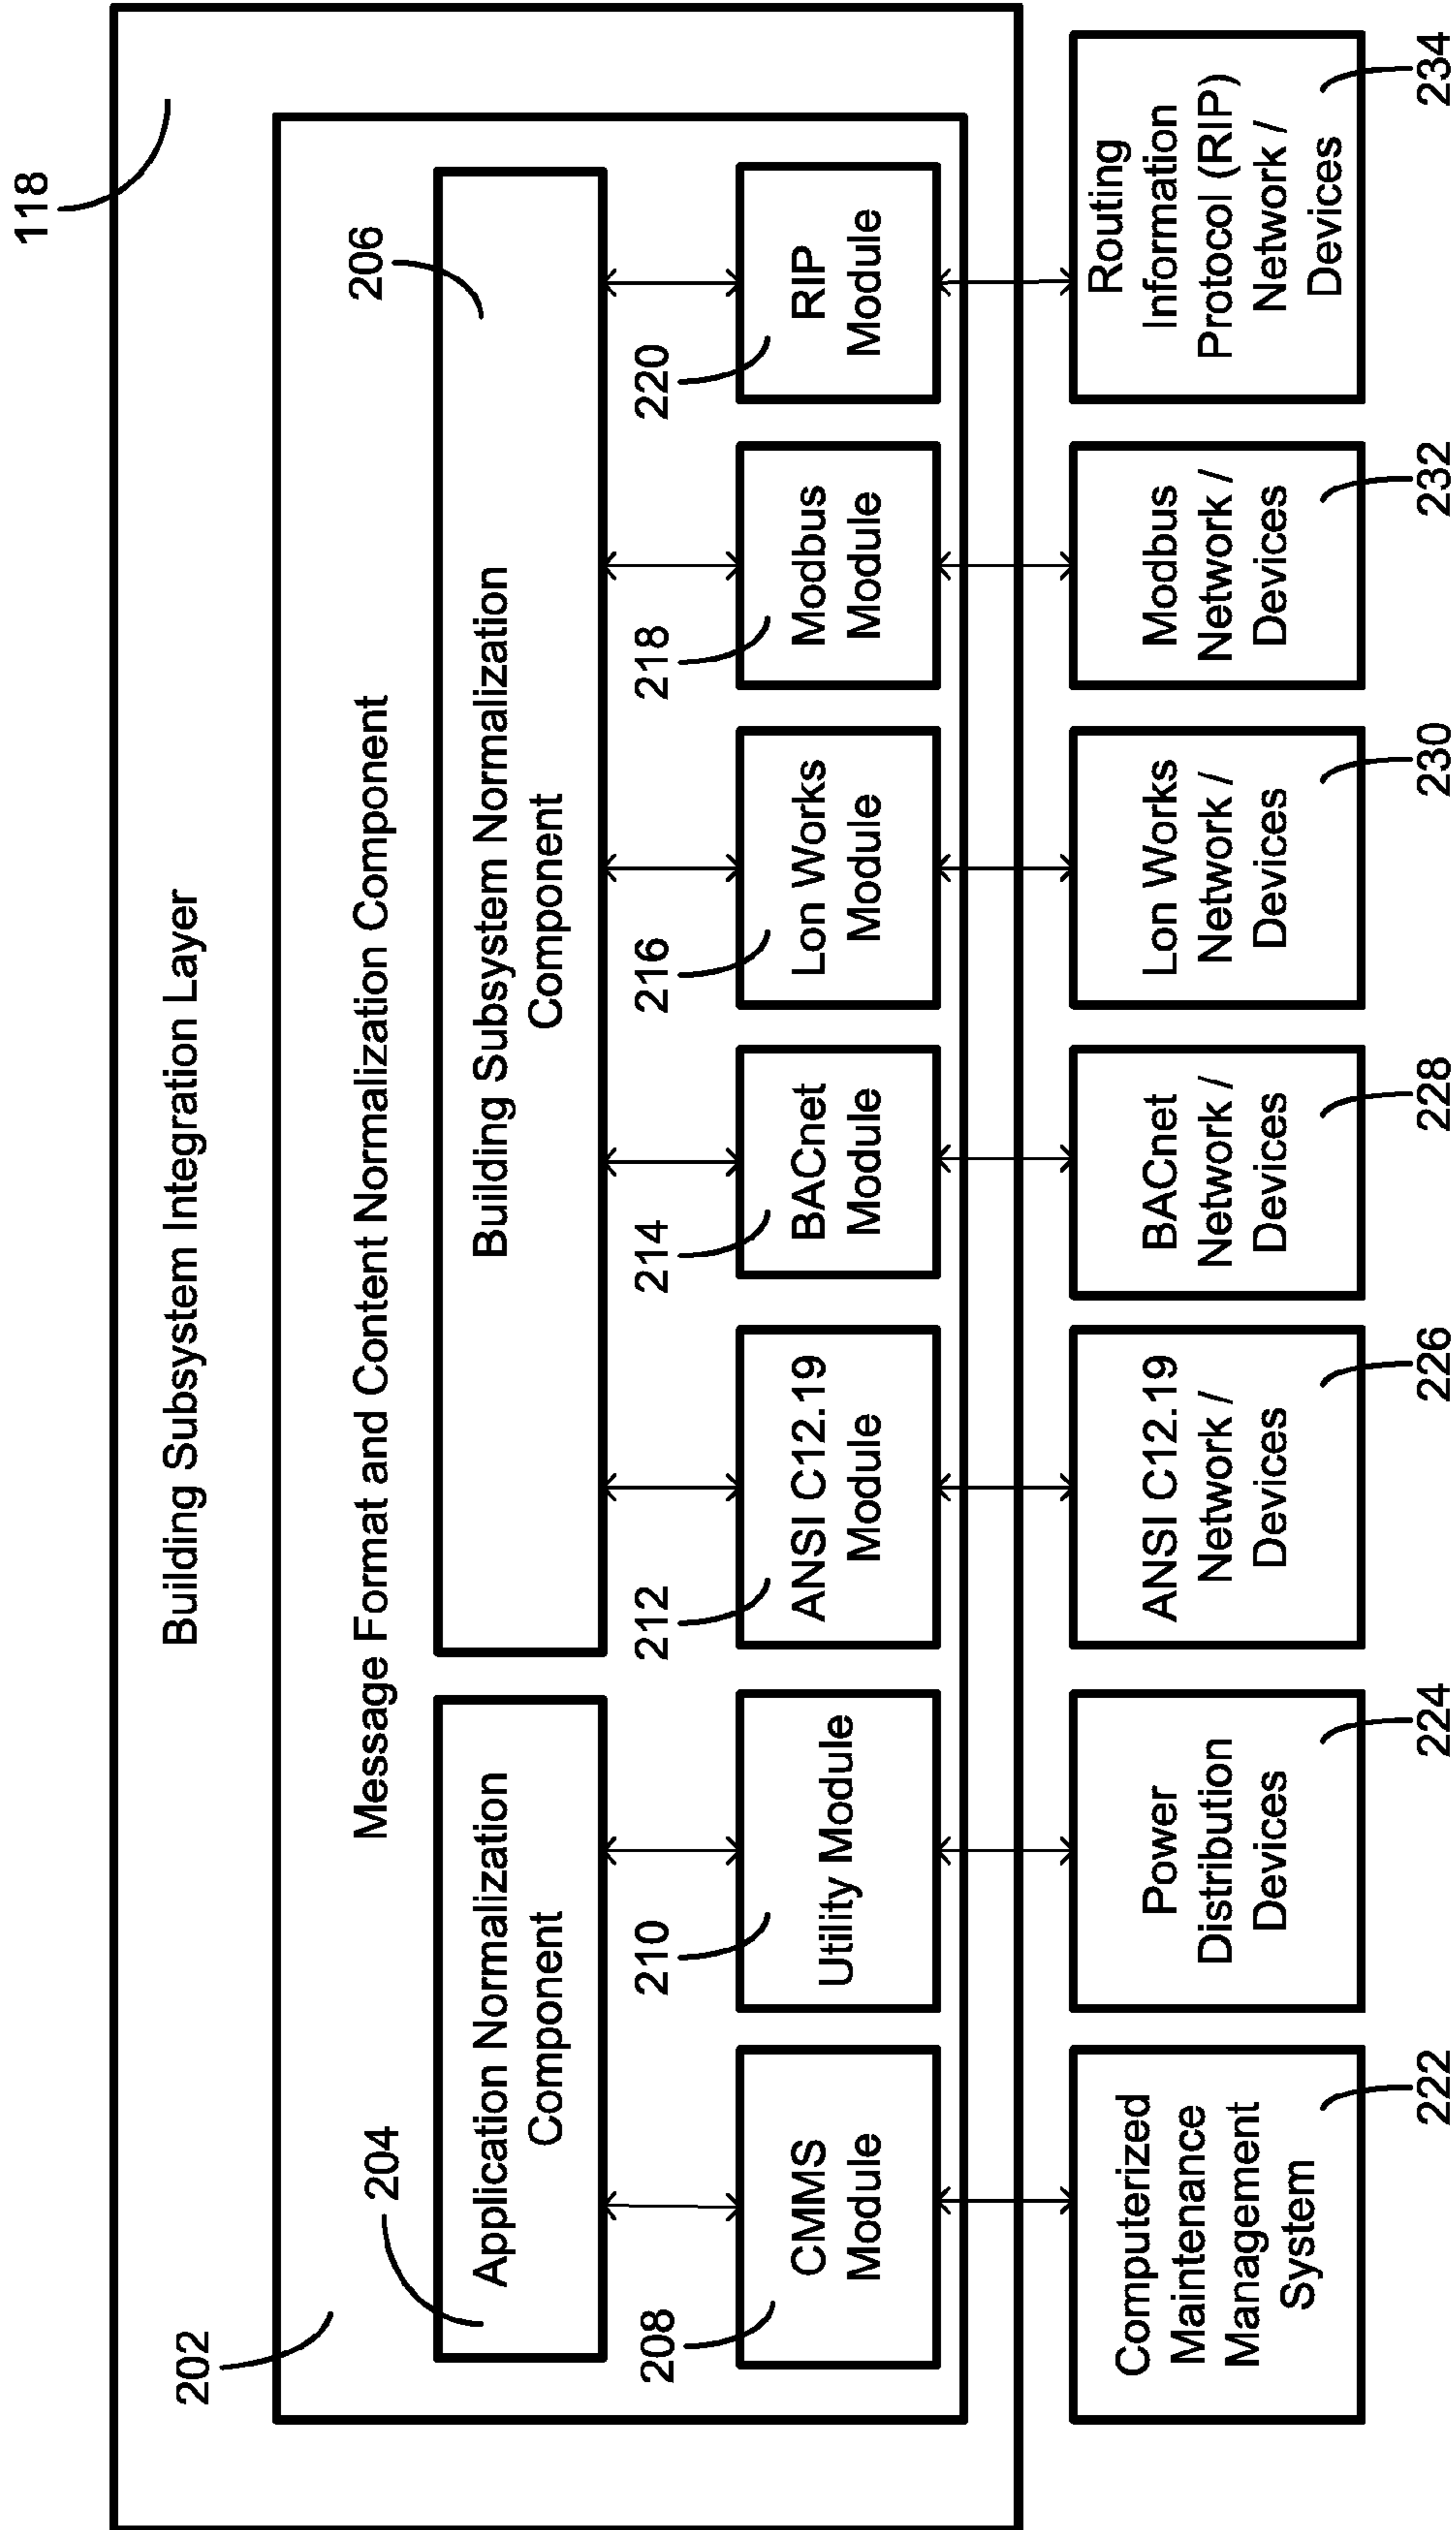 118
Building Subsystem Integration Layer
202
Message Format and Content Normalization Component
204
Application Normalization
Component
206
Building Subsystem Normalization
Component
208
CMMS
Module
210
Utility Module
212
ANSI C12.19
Module
214
BACnet
Module
216
Lon Works
Module
218
Modbus
Module
220
RIP
Module
Computerized
Maintenance
Management
System
222
Power
Distribution
Devices
224
ANSI C12.19
Network /
Devices
226
BACnet
Network /
Devices
228
Lon Works
Network /
Devices
230
Modbus
Network /
Devices
232
Routing
Information
Protocol (RIP)
Network /
Devices
234